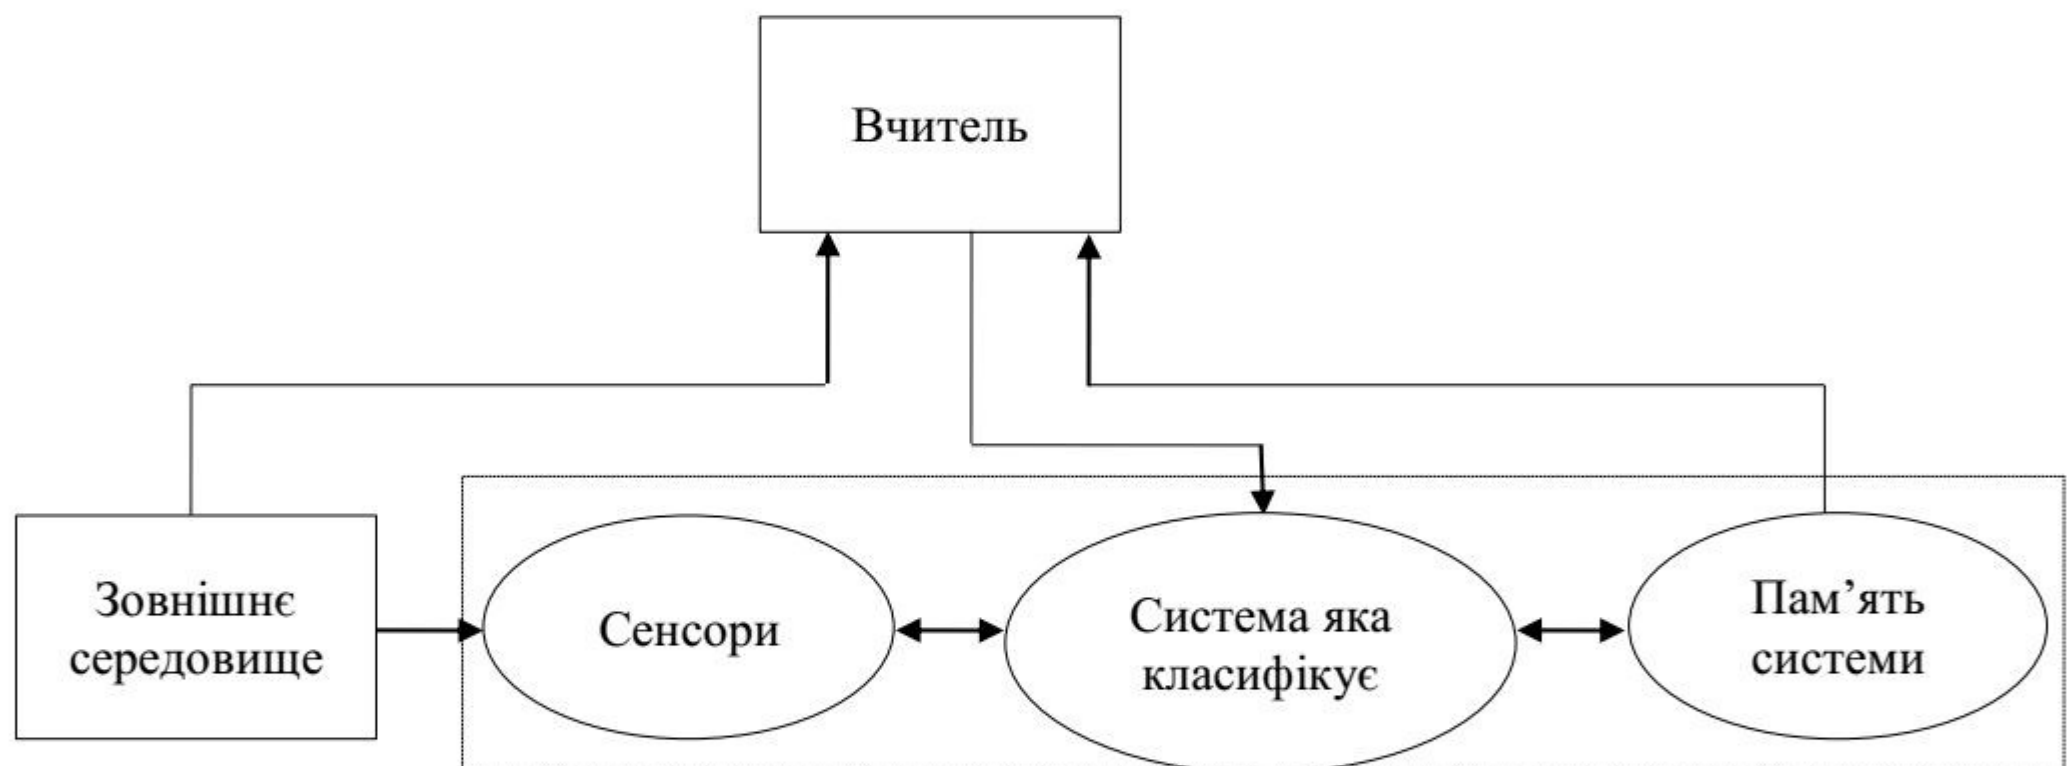 Вчитель
Зовнішнє
середовище
Сенсори
Система яка
класифікує
Пам’ять
системи